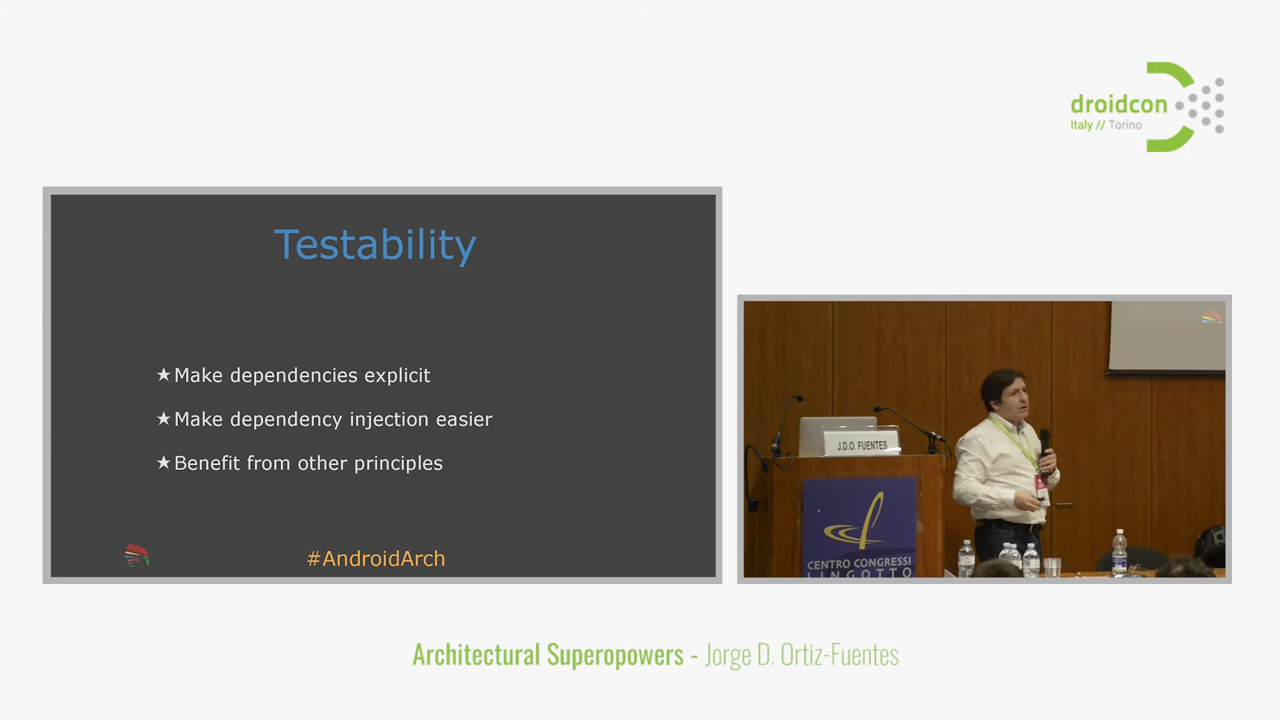 droidcon
Italy // Torino
Testability
★Make dependencies explicit
★Make dependency injection easier
★Benefit from other principles
#AndroidArch
J.D.O. FUENTES
CENTRO CONGRESSI
LINGOTTO
Architectural Superopowers - Jorge D. Ortiz-Fuentes